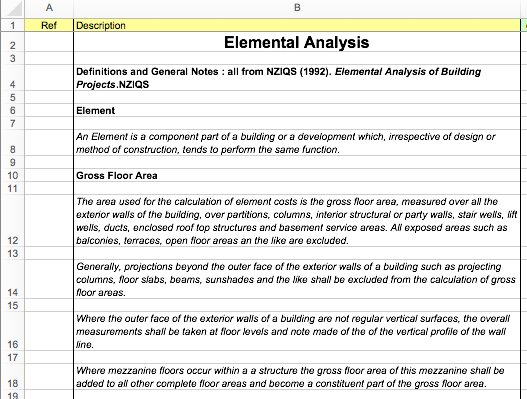 A B
1 Ref Description
2 Elemental Analysis
3
Definitions and General Notes : all from NZIQS (1992). Elemental Analysis of Building
4 Projects.NZIQS
5
6 Element
7
An Element is a component part of a building or a development which, irrespective of design or
8 method of construction, tends to perform the same function.
9
10 Gross Floor Area
11
The area used for the calculation of element costs is the gross floor area, measured over all the
exterior walls of the building, over partitions, columns, interior structural or party walls, stair wells, lift
wells, ducts, enclosed roof top structures and basement service areas. All exposed areas such as
12 balconies, terraces, open floor areas an the like are excluded.
13
Generally, projections beyond the outer face of the exterior walls of a building such as projecting
columns, floor slabs, beams, sunshades and the like shall be excluded from the calculation of gross
14 floor areas.
15
Where the outer face of the exterior walls of a building are not regular vertical surfaces, the overall
measurements shall be taken at floor levels and note made of the of the vertical profile of the wall
16 line.
17
Where mezzanine floors occur within a a structure the gross floor area of this mezzanine shall be
18 added to all other complete floor areas and become a constituent part of the gross floor area.
19